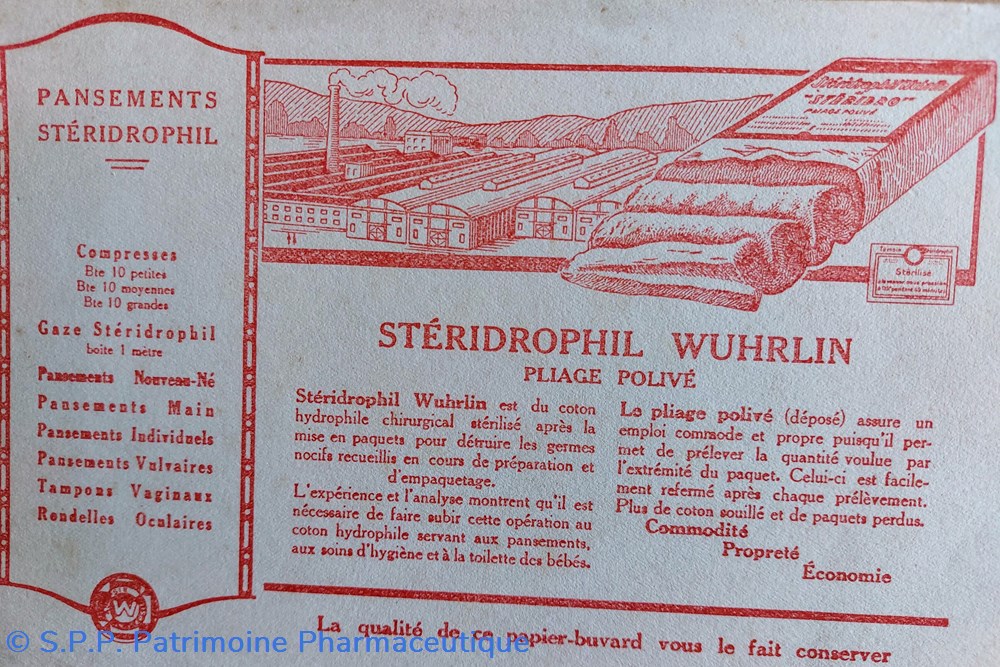 PANSEMENTS
STÉRIDROPHIL
Compresses
Bte 10 petites
Bte 10 moyennes
Bte 10 grandes
Gaze Stéridrophil
boite 1 metre
Pansements Nouveau-Né
Pansements Main
Pansements Individuels
Pansements Vulvaires
Tampons Vaginaux
Rondelles Oculaires
W
Stéridrophil Wuhrlin
"STÉRIDRO"
PLIAGE POLIVÉ
Temoin
Stérilisé
STÉRIDROPHIL WUHRLIN
PLIAGE POLIVÉ
Stéridrophil Wuhrlin est du coton
hydrophile chirurgical stérilisé après la
mise en paquets pour détruire les germes
nocifs recueillis en cours de préparation et
d'empaquetage.
L'expérience et l'analyse montrent qu'il est
nécessaire de faire subir cette opération au
coton hydrophile servant aux pansements,
aux soins d'hygiène et à la toilette des bébés.
Le pliage polivé (déposé) assure un
emploi commode et propre puisqu'il per-
met de prélever la quantité voulue par
l'extrémité du paquet. Celui-ci est facile-
ment refermé après chaque prélèvement.
Plus de coton souillé et de paquets perdus.
Commodité
Propreté
Économie
La qualité de ce papier-buvard vous le fait conserver
© S.P.P. Patrimoine Pharmaceutique